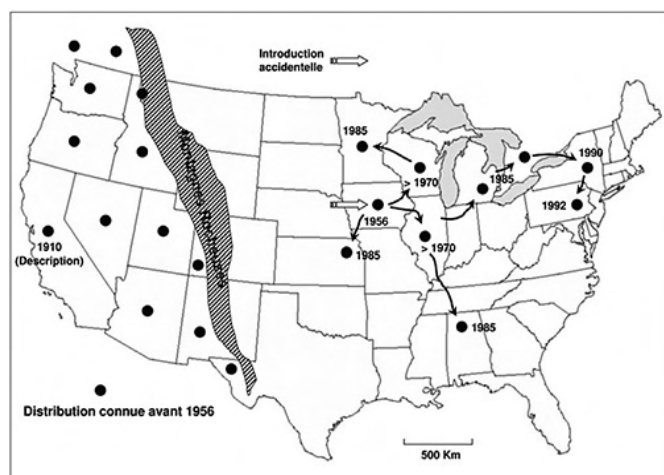 Introduction
accidentelle
Montagnes Rocheuses
1985
1990
> 1970
1985
1992
1956
1910
(Description)
1985
> 1970
1985
Distribution connue avant 1956
500 Km